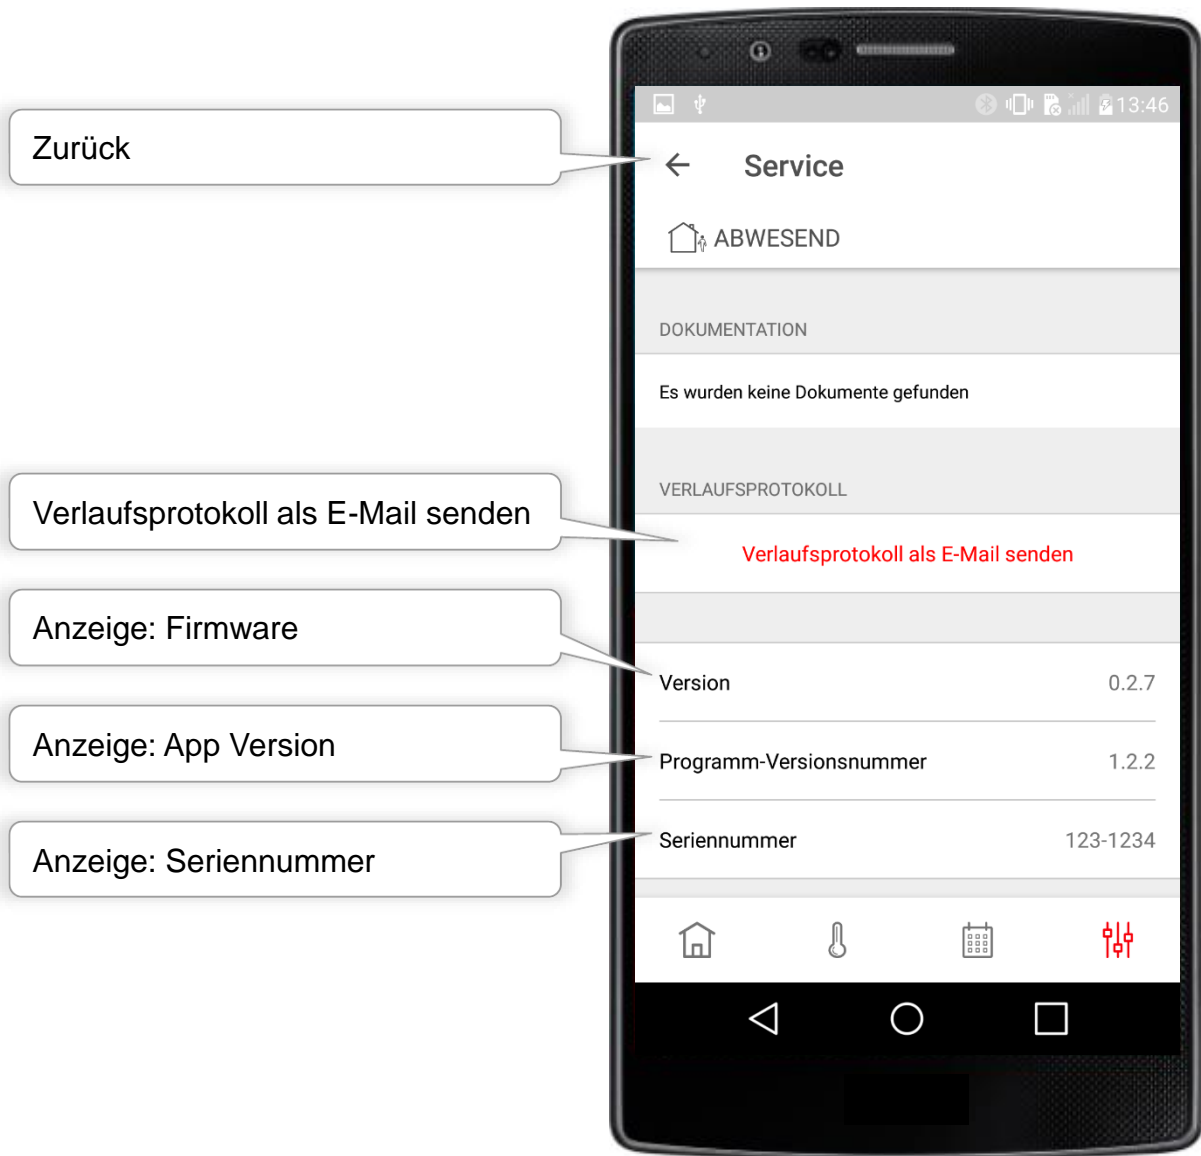 13:46
Zurück
Service
ABWESEND
DOKUMENTATION
Es wurden keine Dokumente gefunden
VERLAUFSPROTOKOLL
Verlaufsprotokoll als E-Mail senden
Verlaufsprotokoll als E-Mail senden
Anzeige: Firmware
Version 0.2.7
Anzeige: App Version
Programm-Versionsnummer 1.2.2
Anzeige: Seriennummer
Seriennummer 123-1234